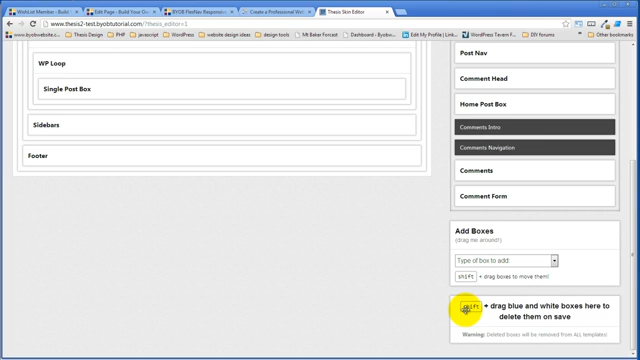 WishList Member - Build
Edit Page - Build Your Ow
BYOB FlexNav Responsive
Create a Professional Web
Thesis Skin Editor
www.thesis2-test.byobtutorial.com/?thesis_editor=1
www.byobwebsite.c
Thesis Design
PHP
javascript
WordPress
website design ideas
design tools
Mt Baker Forcast
Dashboard - Byobw
Edit My Profile | Link
WordPress Tavern F
DIY forums
Other bookmarks
WP Loop
Single Post Box
Sidebars
Footer
Post Nav
Comment Head
Home Post Box
Comments Intro
Comments Navigation
Comments
Comment Form
Add Boxes
(drag me around!)
Type of box to add:
shift + drag boxes to move them!
shift + drag blue and white boxes here to
delete them on save
Warning: Deleted boxes will be removed from ALL templates!